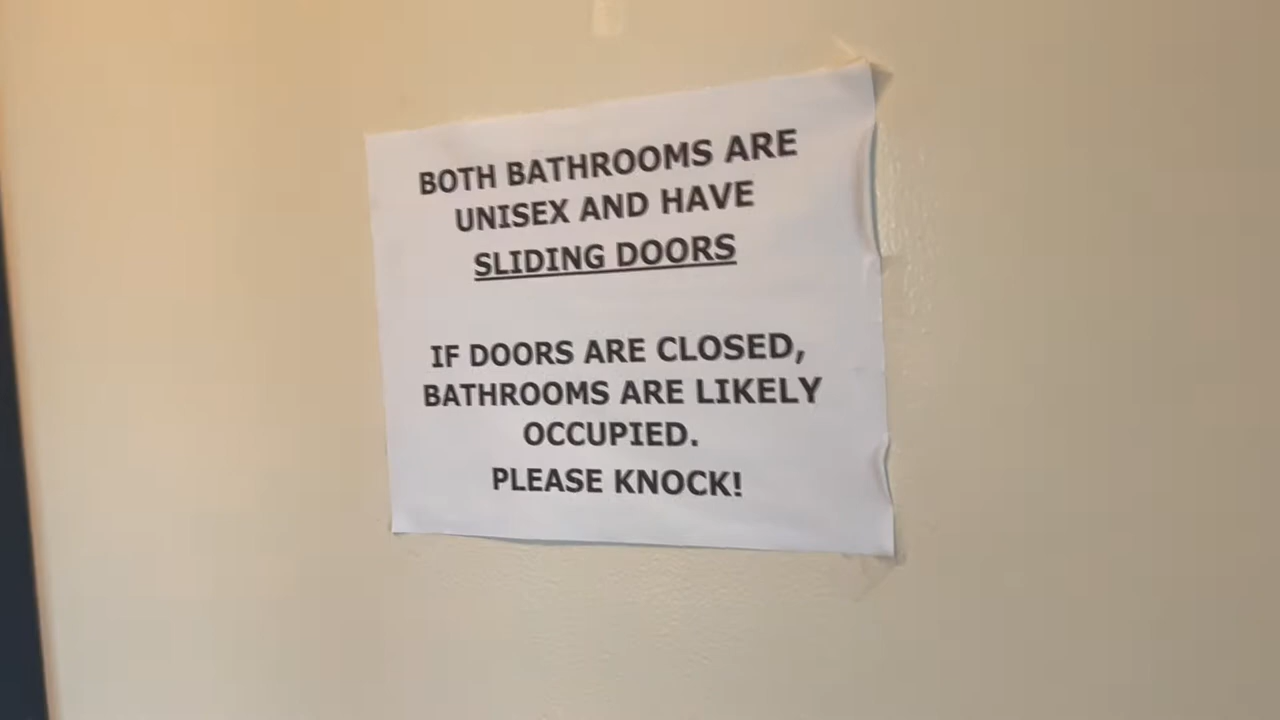 BOTH BATHROOMS ARE
UNISEX AND HAVE
SLIDING DOORS
IF DOORS ARE CLOSED,
BATHROOMS ARE LIKELY
OCCUPIED.
PLEASE KNOCK!